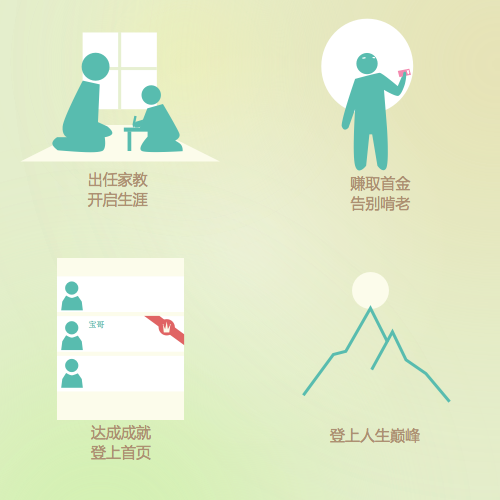 出任家教
开启生涯
赚取首金
告别啃老
宝哥
达成成就
登上首页
登上人生巅峰